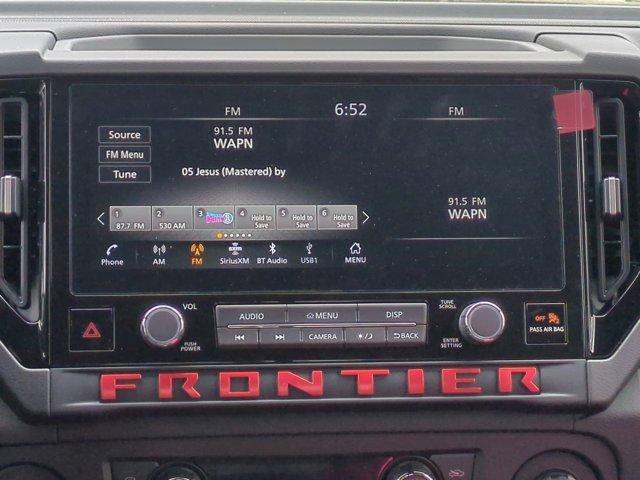 FM 6:52 FM
Source
91.5 FM
WAPN
FM Menu
Tune
05 Jesus (Mastered) by
91.5 FM
WAPN
1 2 3 4 5 6
87.7 FM 530 AM Hold to Save Hold to Save Hold to Save
Phone AM FM SiriusXM BT Audio USB1 MENU
VOL
PUSH
POWER
AUDIO MENU DISP
CAMERA BACK
TUNE
SCROLL
ENTER
SETTING
OFF
PASS AIR BAG
FRONTIER